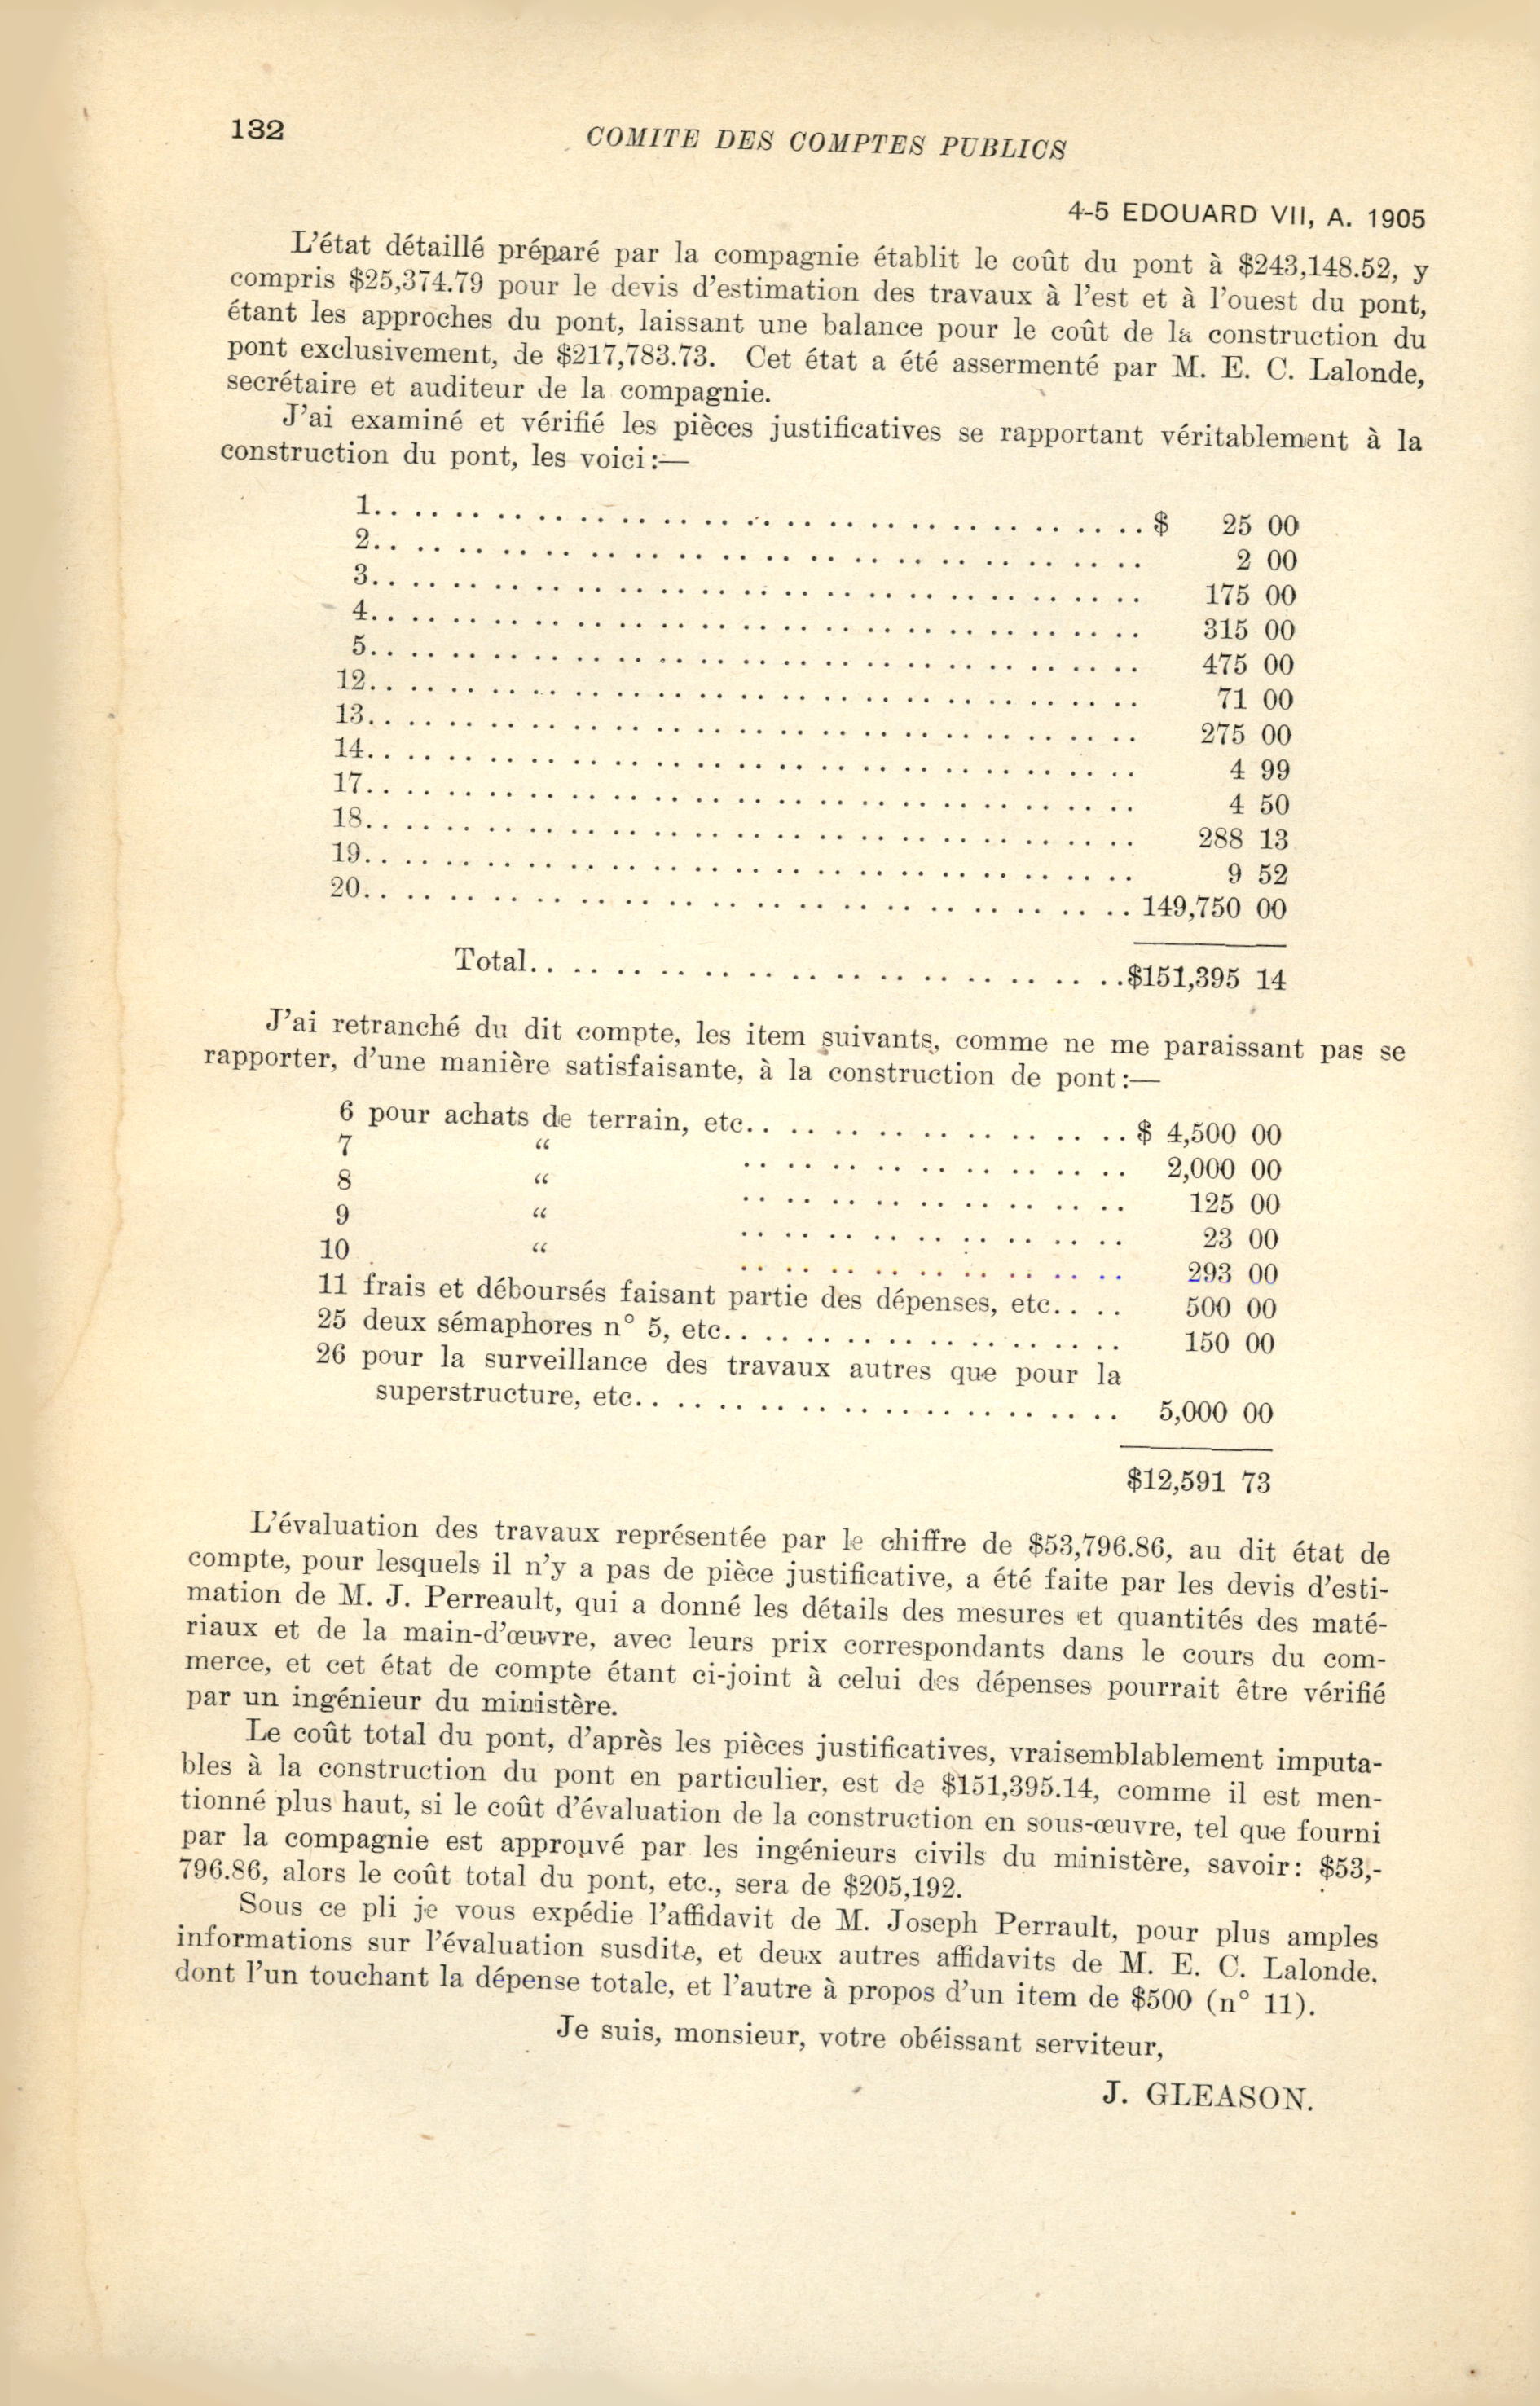 132
COMITE DES COMPTES PUBLICS
4-5 EDOUARD VII, A. 1905
L'état détaillé préparé par la compagnie établit le coût du pont à $243,148.52, y
compris $25,374.79 pour le devis d'estimation des travaux à l'est et à l'ouest du pont,
étant les approches du pont, laissant une balance pour le coût de la construction du
pont exclusivement, de $217,783.73. Cet état a été assermenté par M. E. C. Lalonde,
secrétaire et auditeur de la compagnie.
J'ai examiné et vérifié les pièces justificatives se rapportant véritablement à la
construction du pont, les voici:—
1. . . . . . . . . . . . . . . . . . . . $ 25 00
2. . . . . . . . . . . . . . . . . . . . 2 00
3. . . . . . . . . . . . . . . . . . . . 175 00
4. . . . . . . . . . . . . . . . . . . . 315 00
5. . . . . . . . . . . . . . . . . . . . 475 00
12. . . . . . . . . . . . . . . . . . . . 71 00
13. . . . . . . . . . . . . . . . . . . . 275 00
14. . . . . . . . . . . . . . . . . . . . 4 99
17. . . . . . . . . . . . . . . . . . . . 4 50
18. . . . . . . . . . . . . . . . . . . . 288 13
19. . . . . . . . . . . . . . . . . . . . 9 52
20. . . . . . . . . . . . . . . . . . . . 149,750 00
Total. . . . . . . . . . . . . . . . . . $151,395 14
J'ai retranché du dit compte, les item suivants, comme ne me paraissant pas se
rapporter, d'une manière satisfaisante, à la construction de pont:—
6 pour achats de terrain, etc. . . . . . . . . . $ 4,500 00
7 " . . . . . . . . . 2,000 00
8 " . . . . . . . . . 125 00
9 " . . . . . . . . . 23 00
10 " . . . . . . . . . 293 00
11 frais et déboursés faisant partie des dépenses, etc. . . . 500 00
25 deux sémaphores n° 5, etc. . . . . . . . . . 150 00
26 pour la surveillance des travaux autres que pour la
superstructure, etc. . . . . . . . . . . . 5,000 00
$12,591 73
L'évaluation des travaux représentée par le chiffre de $53,796.86, au dit état de
compte, pour lesquels il n'y a pas de pièce justificative, a été faite par les devis d'esti-
mation de M. J. Perreault, qui a donné les détails des mesures et quantités des maté-
riaux et de la main-d'œuvre, avec leurs prix correspondants dans le cours du com-
merce, et cet état de compte étant ci-joint à celui des dépenses pourrait être vérifié
par un ingénieur du ministère.
Le coût total du pont, d'après les pièces justificatives, vraisemblablement imputa-
bles à la construction du pont en particulier, est de $151,395.14, comme il est men-
tionné plus haut, si le coût d'évaluation de la construction en sous-œuvre, tel que fourni
par la compagnie est approuvé par les ingénieurs civils du ministère, savoir: $53,-
796.86, alors le coût total du pont, etc., sera de $205,192.
Sous ce pli je vous expédie l'affidavit de M. Joseph Perrault, pour plus amples
informations sur l'évaluation susdite, et deux autres affidavits de M. E. C. Lalonde,
dont l'un touchant la dépense totale, et l'autre à propos d'un item de $500 (n° 11).
Je suis, monsieur, votre obéissant serviteur,
J. GLEASON.